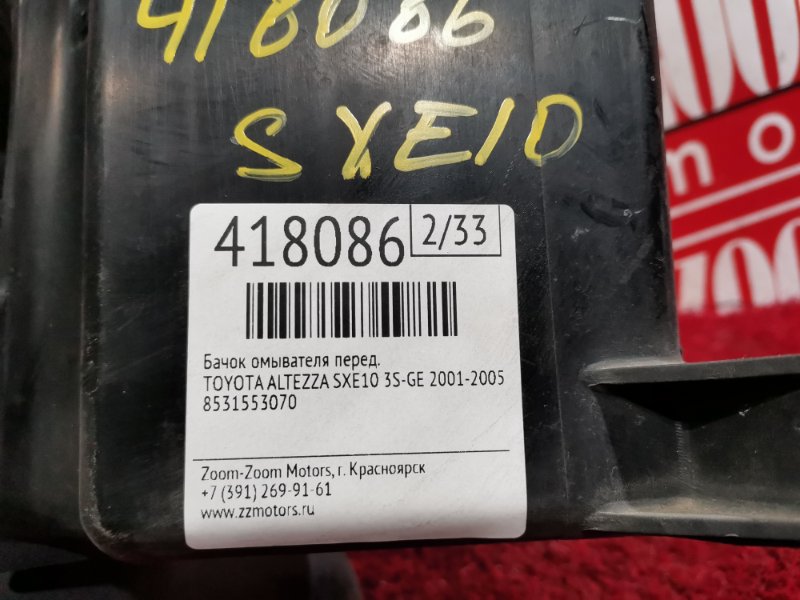 418086
SXE10
418086 2/33
Бачок омывателя перед.
TOYOTA ALTEZZA SXE10 3S-GE 2001-2005
8531553070
Zoom-Zoom Motors, г. Красноярск
+7 (391) 269-91-61
www.zzmotors.ru